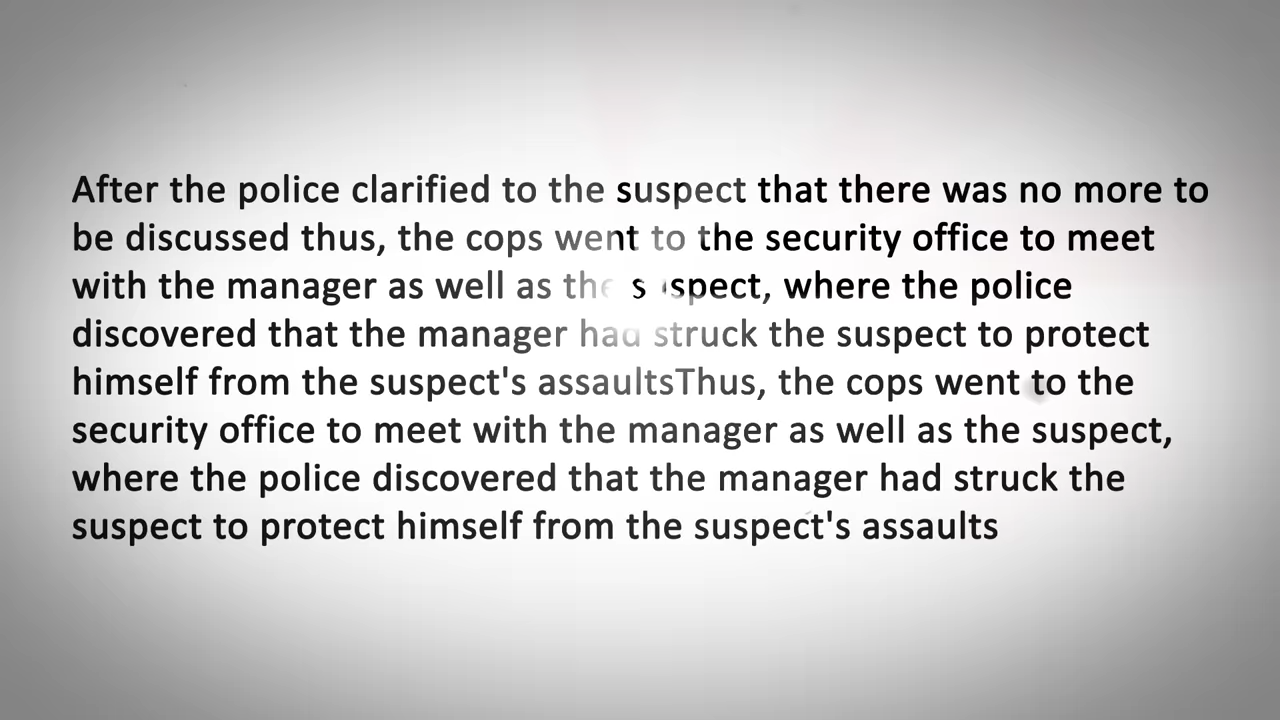 After the police clarified to the suspect that there was no more to
be discussed thus, the cops went to the security office to meet
with the manager as well as the suspect, where the police
discovered that the manager had struck the suspect to protect
himself from the suspect's assaultsThus, the cops went to the
security office to meet with the manager as well as the suspect,
where the police discovered that the manager had struck the
suspect to protect himself from the suspect's assaults